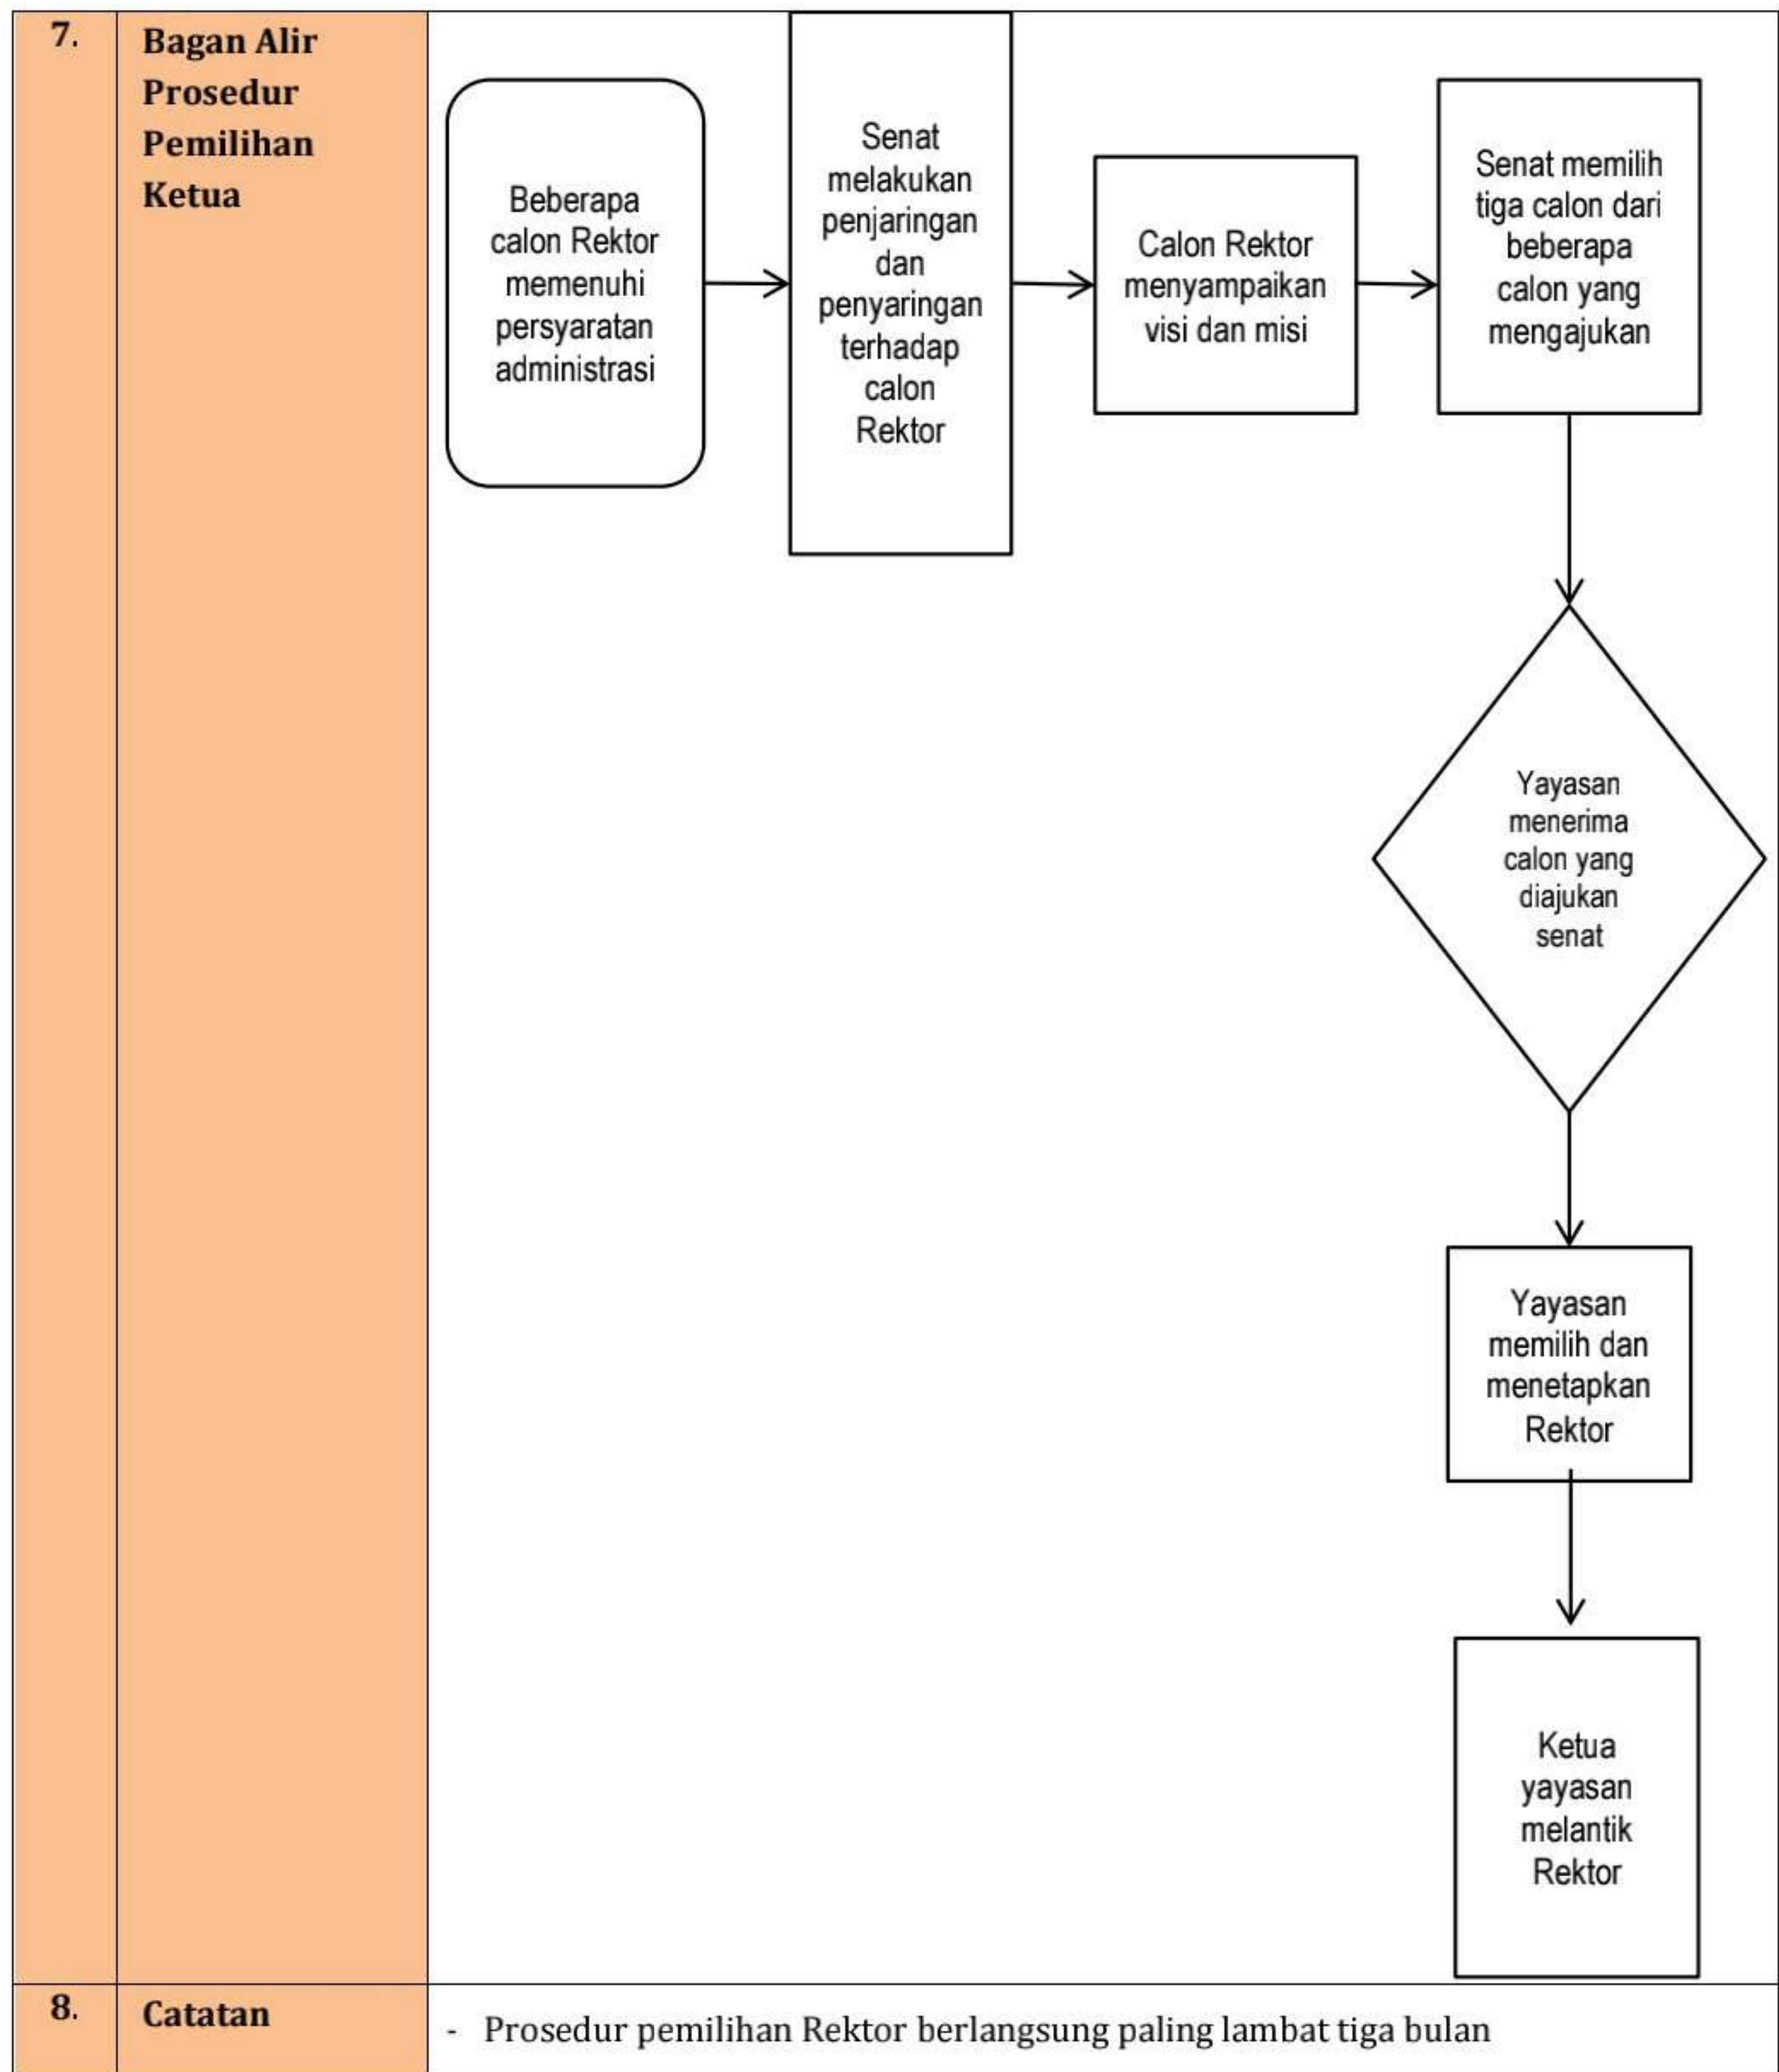 7.
Bagan Alir
Prosedur
Pemilihan
Ketua
Beberapa
calon Rektor
memenuhi
persyaratan
administrasi
Senat
melakukan
penjaringan
dan
penyaringan
terhadap
calon
Rektor
Calon Rektor
menyampaikan
visi dan misi
Senat memilih
tiga calon dari
beberapa
calon yang
mengajukan
Yayasan
menerima
calon yang
diajukan
senat
Yayasan
memilih dan
menetapkan
Rektor
Ketua
yayasan
melantik
Rektor
8.
Catatan
- Prosedur pemilihan Rektor berlangsung paling lambat tiga bulan